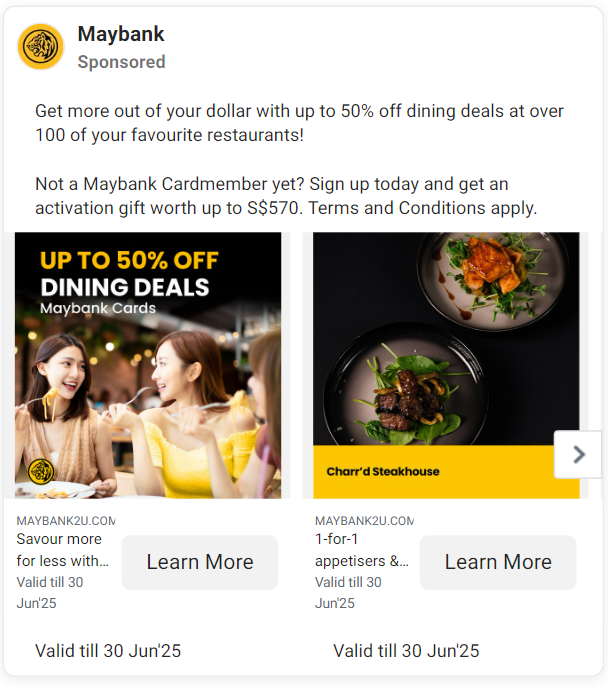 Maybank
Sponsored
Get more out of your dollar with up to 50% off dining deals at over
100 of your favourite restaurants!
Not a Maybank Cardmember yet? Sign up today and get an
activation gift worth up to S$570. Terms and Conditions apply.
UP TO 50% OFF
DINING DEALS
Maybank Cards
Charr'd Steakhouse
MAYBANK2U.COM
Savour more
for less with...
Valid till 30
Jun'25
Learn More
MAYBANK2U.COM
1-for-1
appetisers &...
Valid till 30
Jun'25
Learn More
Valid till 30 Jun'25
Valid till 30 Jun'25